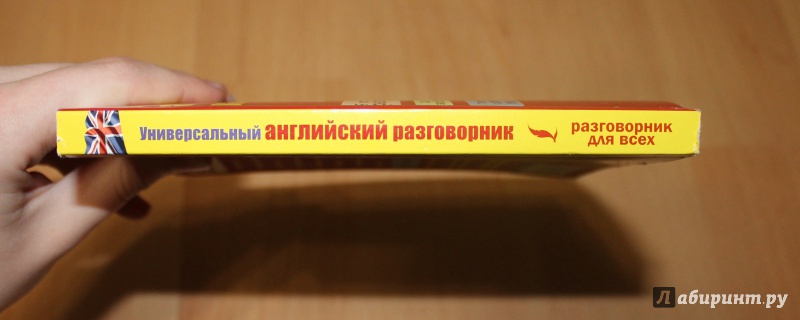 Универсальный английский разговорник
разговорник
для всех
Лабиринт.ру